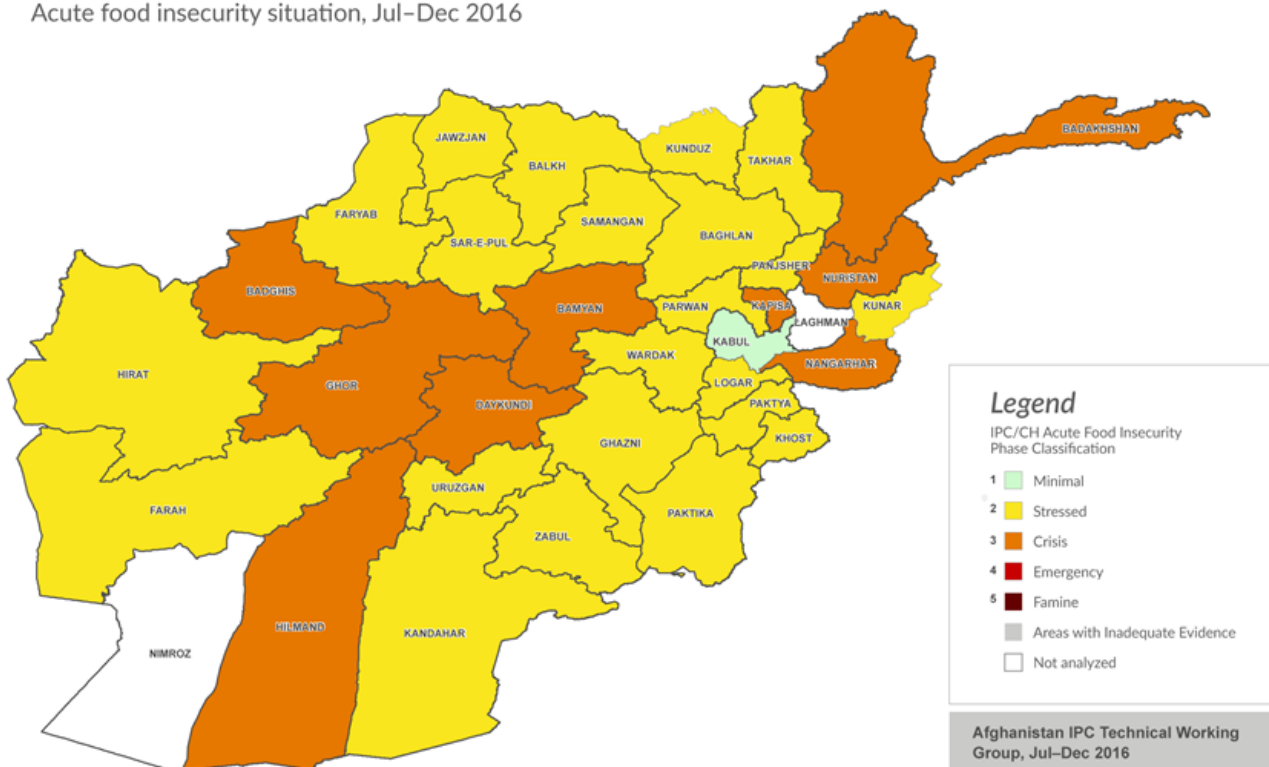 Acute food insecurity situation, Jul–Dec 2016
BADAKHSHAN
JAWZJAN
KUNDUZ
TAKHAR
BALKH
FARYAB
SAMANGAN
BAGHLAN
SAR-E-PUL
PANJSHER
NURISTAN
BADGHIS
BAMYAN
PARWAN
KAPISA
KUNAR
LAGHMAN
KABUL
WARDAK
NANGARHAR
HIRAT
GHOR
LOGAR
DAYKUNDI
PAKTYA
KHOST
GHAZNI
URUZGAN
FARAH
PAKTIKA
ZABUL
HILMAND
KANDAHAR
NIMROZ
Legend
IPC/CH Acute Food Insecurity
Phase Classification
1 Minimal
2 Stressed
3 Crisis
4 Emergency
5 Famine
Areas with Inadequate Evidence
Not analyzed
Afghanistan IPC Technical Working
Group, Jul–Dec 2016